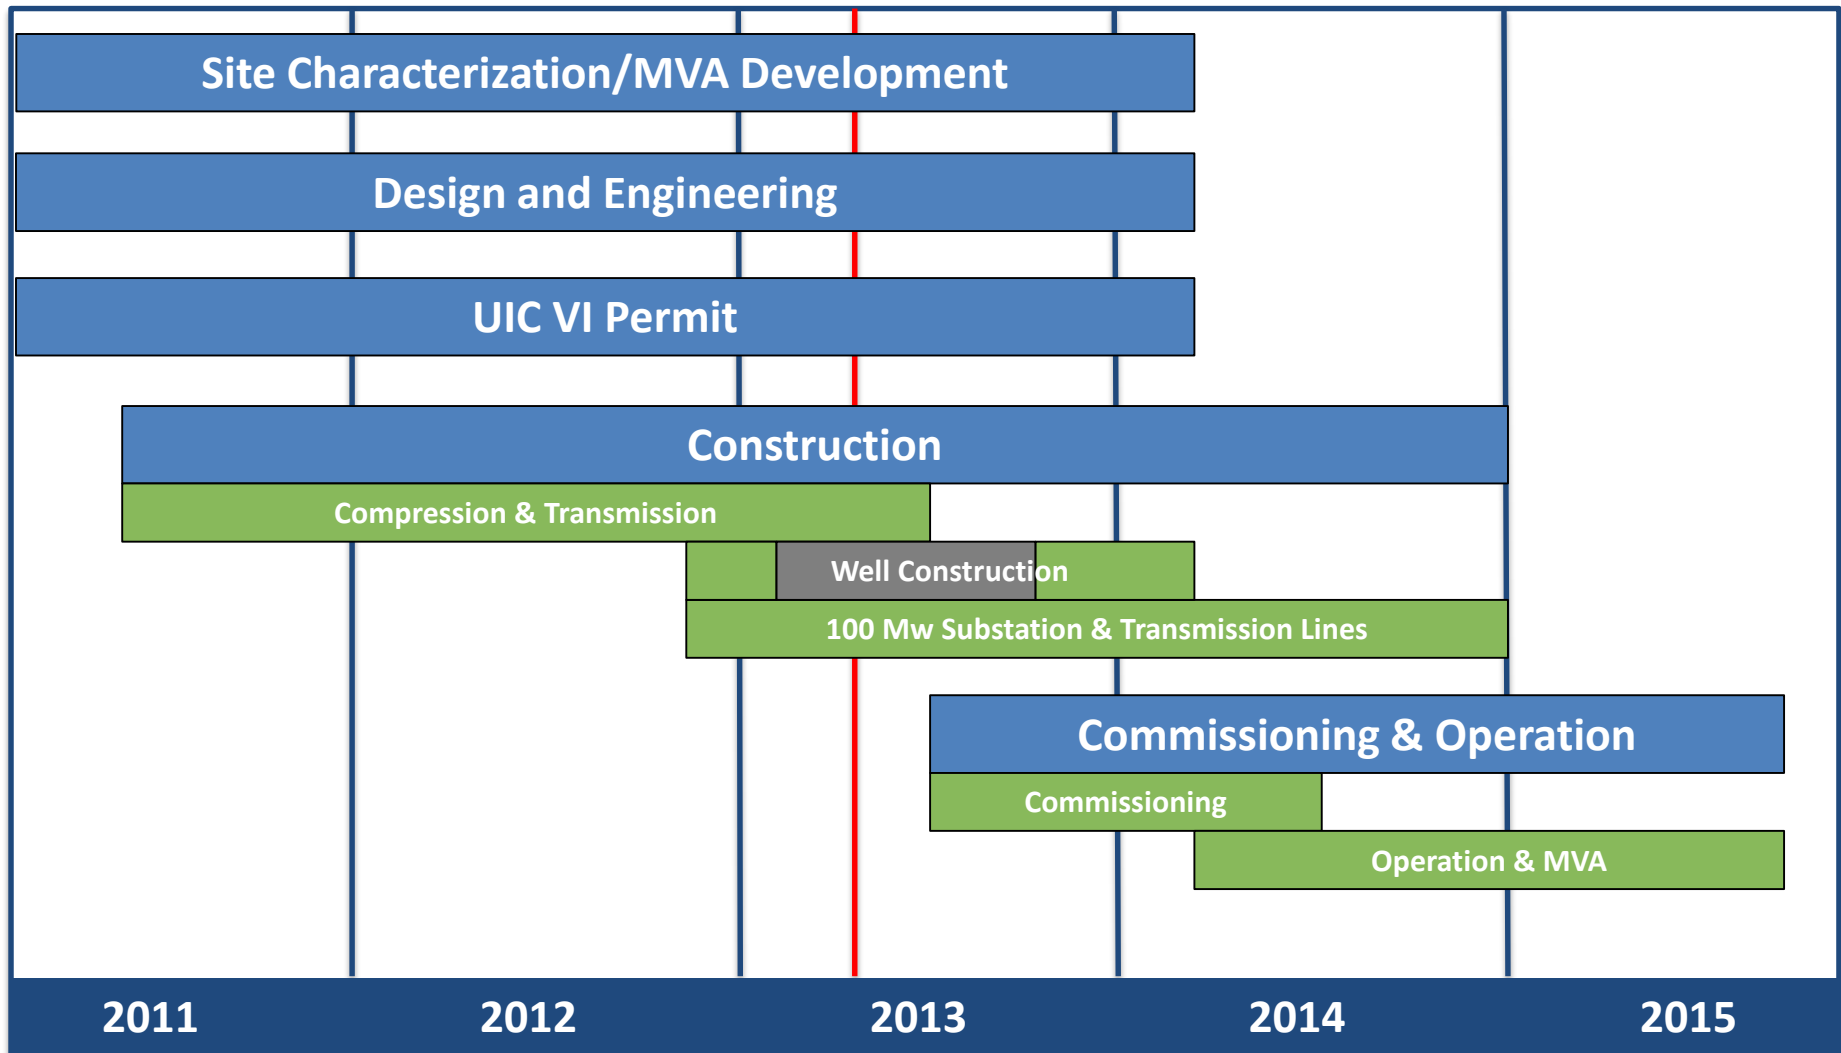 Site Characterization/MVA Development
Design and Engineering
UIC VI Permit
Construction
Compression & Transmission
Well Construction
100 Mw Substation & Transmission Lines
Commissioning & Operation
Commissioning
Operation & MVA
2011 2012 2013 2014 2015